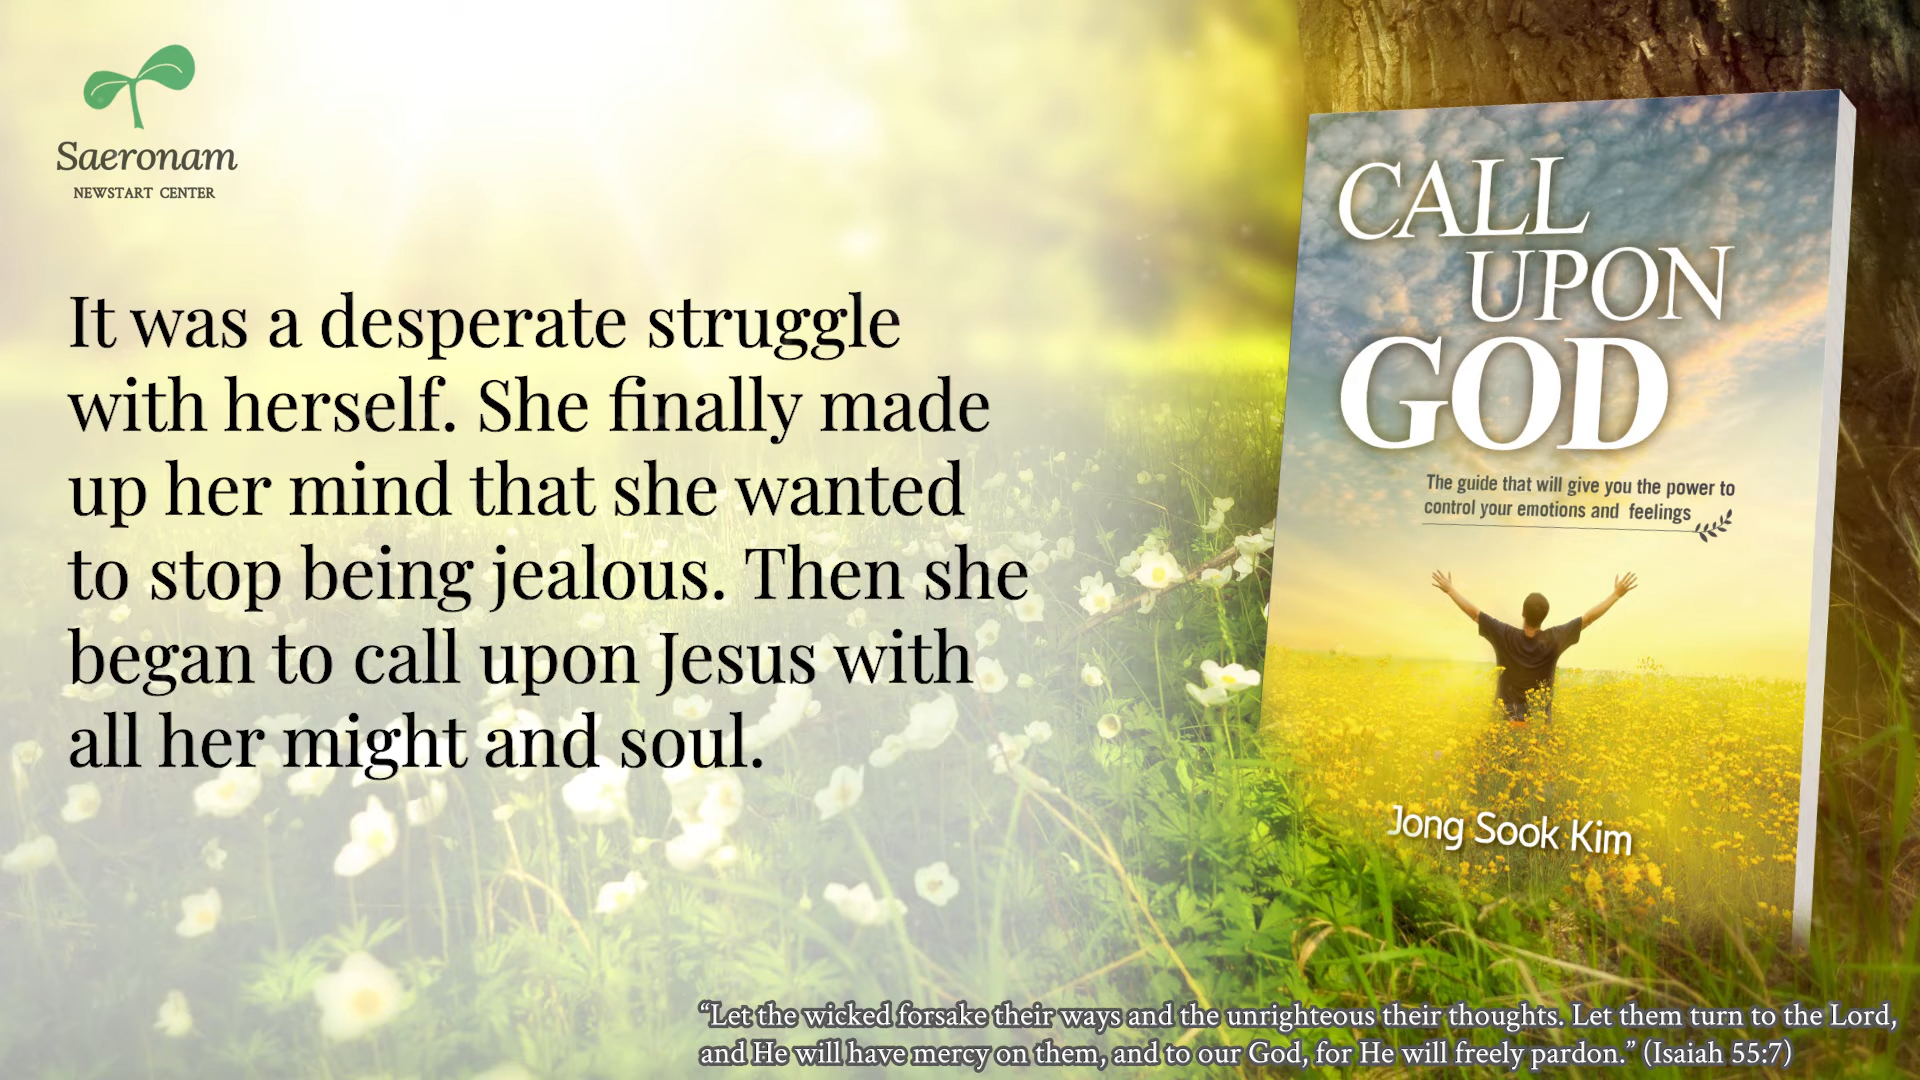 Saeronam
NEWSTART CENTER
It was a desperate struggle
with herself. She finally made
up her mind that she wanted
to stop being jealous. Then she
began to call upon Jesus with
all her might and soul.
CALL
UPON
GOD
The guide that will give you the power to
control your emotions and feelings
Jong Sook Kim
“Let the wicked forsake their ways and the unrighteous their thoughts. Let them turn to the Lord,
and He will have mercy on them, and to our God, for He will freely pardon.” (Isaiah 55:7)